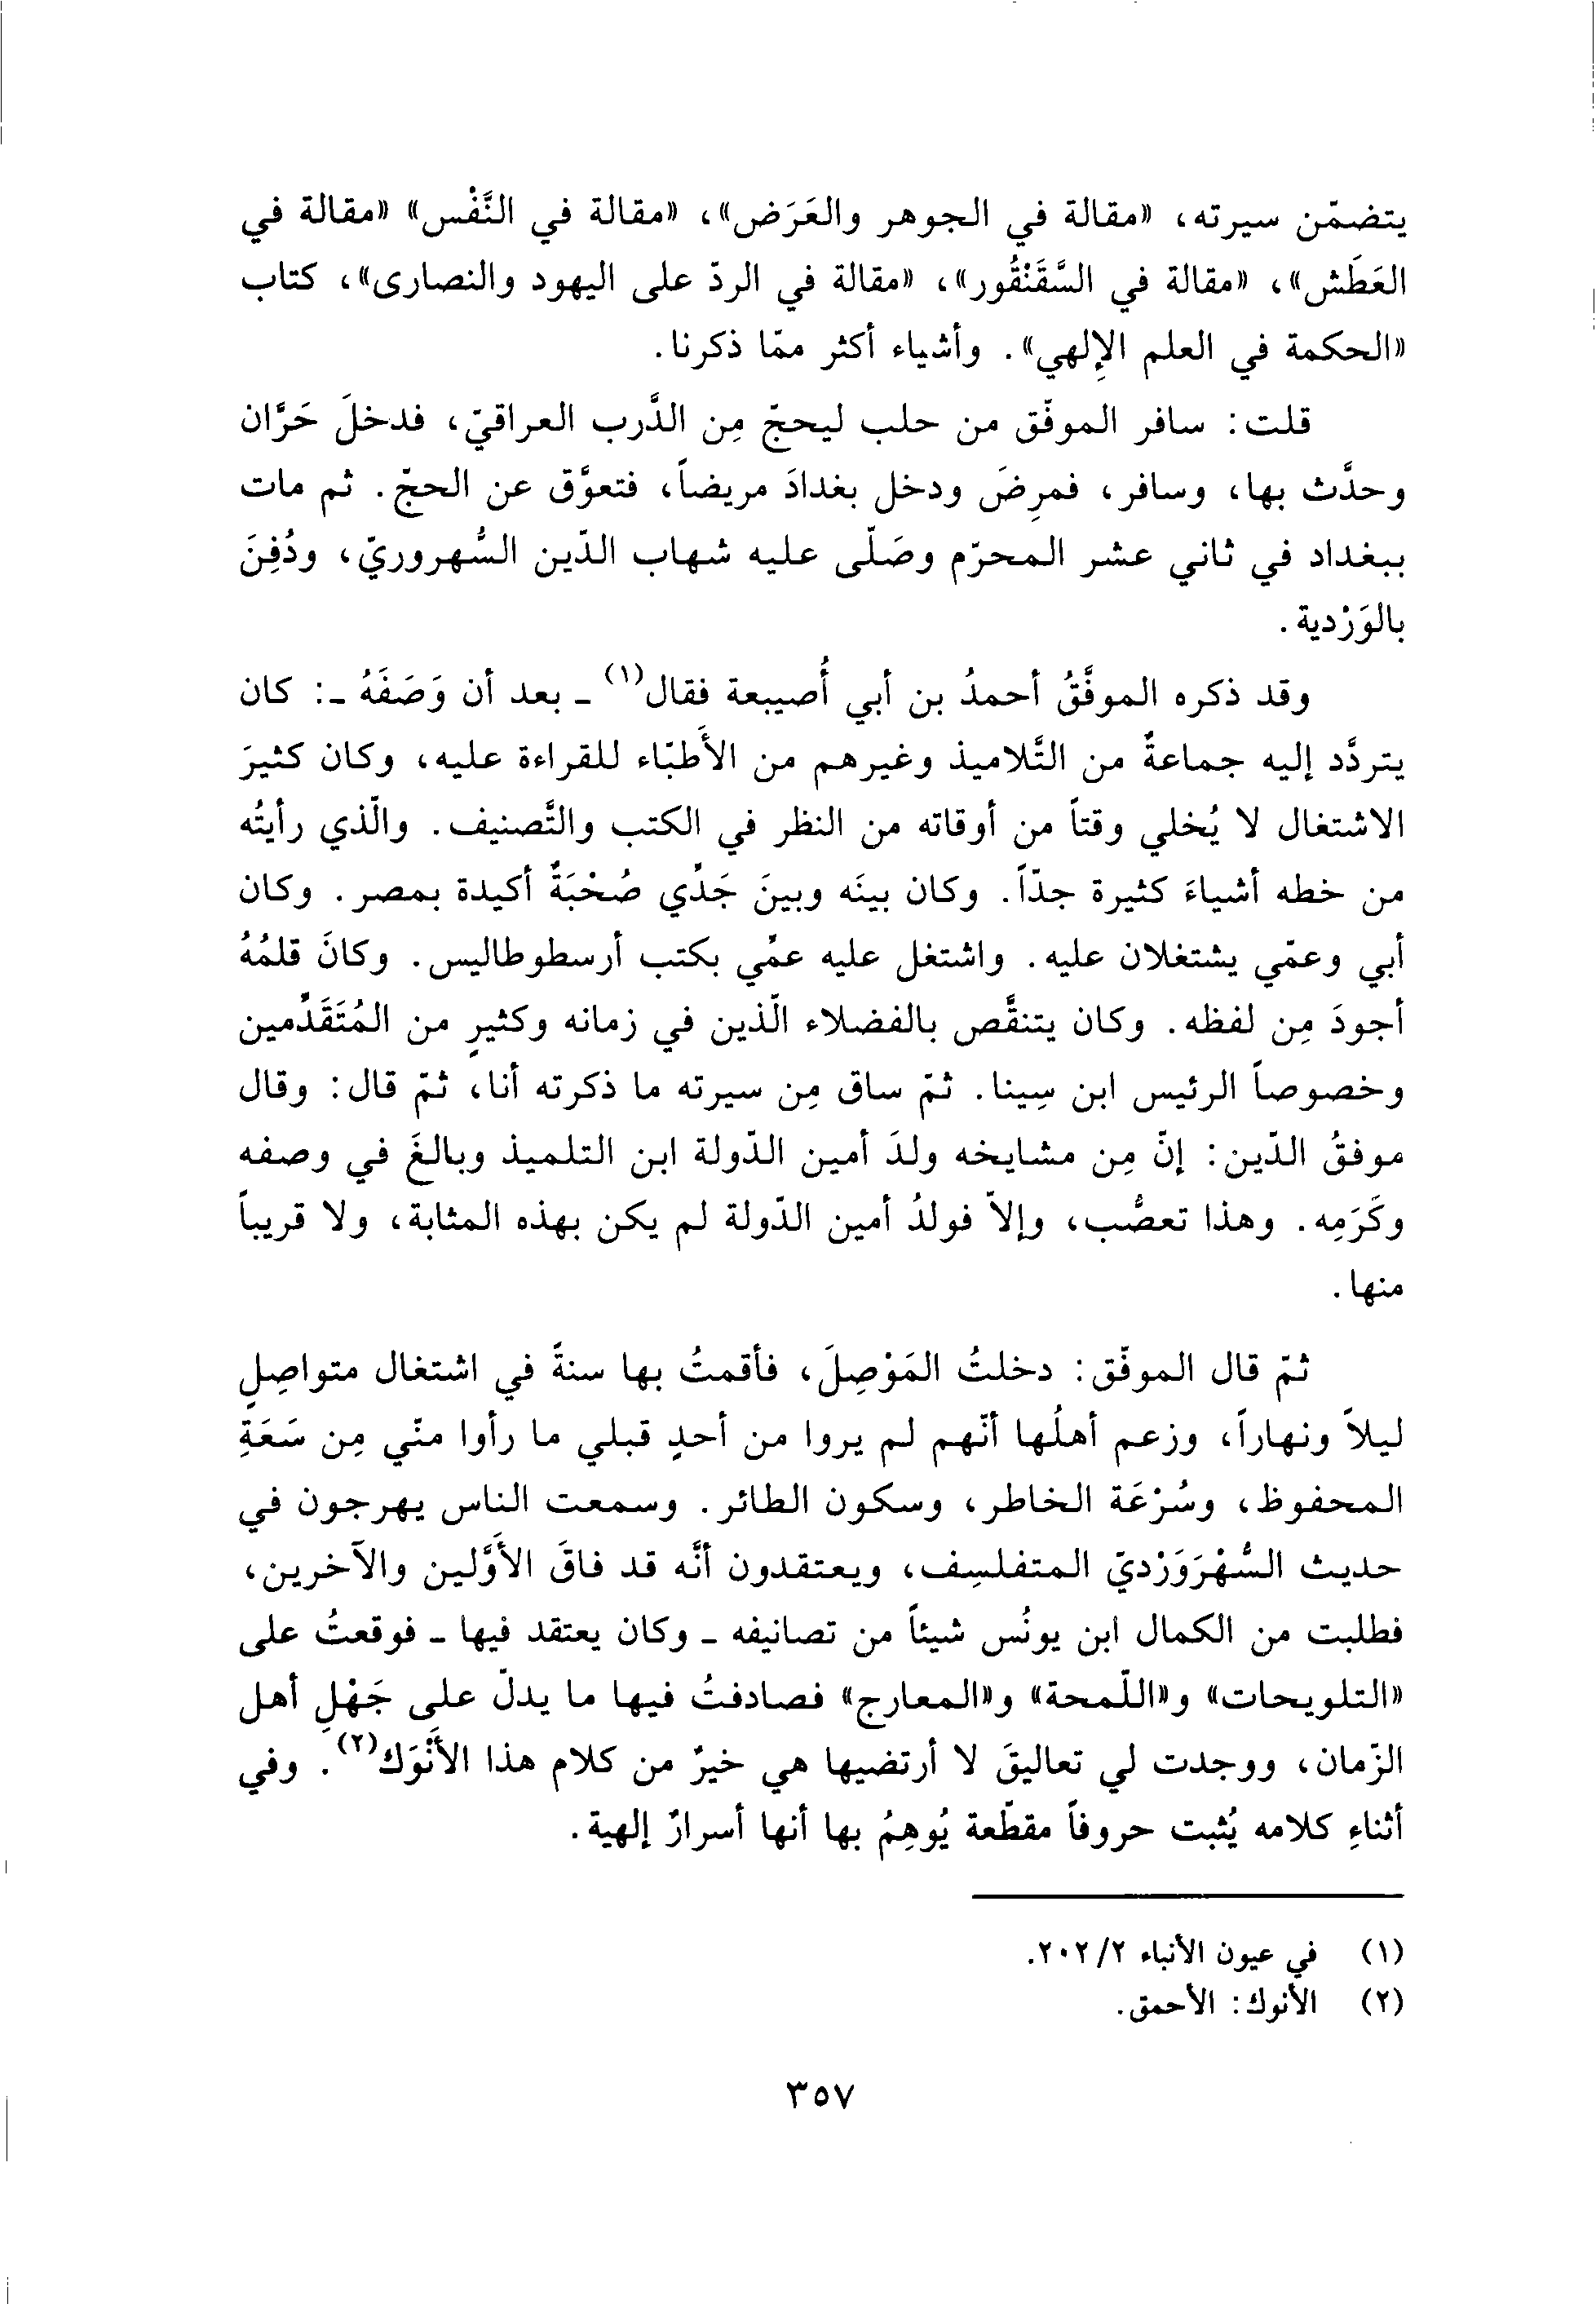 يتضمّن سيرته، «مقالة في الجوهر والعَرَض»، «مقالة في النَّفْس» «مقالة في
العَطَش»، «مقالة في السَّقَنْقُور»، «مقالة في الردّ على اليهود والنصارى»، كتاب
«الحكمة في العلم الإِلهي». وأشياء أكثر ممّا ذكرنا.
قلت: سافر الموفّق من حلب ليحجّ مِن الدَّرب العراقيّ، فدخلَ حَرَّان
وحدَّث بها، وسافر، فمرِضَ ودخل بغدادَ مريضاً، فتعوَّق عن الحجّ. ثم مات
ببغداد في ثاني عشر المحرّم وصَلّى عليه شهاب الدّين السُّهروريّ، ودُفِنَ
بالوَرْدية.
وقد ذكره الموفَّقُ أحمدُ بن أبي أُصيبعة فقال(١) ـ بعد أن وَصَفَهُ ـ: كان
يتردَّد إليه جماعةٌ من التَّلاميذ وغيرهم من الأَطبّاء للقراءة عليه، وكان كثيرَ
الاشتغال لا يُخلي وقتاً من أوقاته من النظر في الكتب والتَّصنيف. والّذي رأيتُه
من خطه أشياءَ كثيرة جدّاً. وكان بينَه وبينَ جَدِّي صُحْبَةٌ أكيدة بمصر. وكان
أبي وعمّي يشتغلان عليه. واشتغل عليه عمِّي بكتب أرسطوطاليس. وكانَ قلمُهُ
أجودَ مِن لفظه. وكان يتنقَّص بالفضلاء الّذين في زمانه وكثيرٍ من المُتَقَدِّمين
وخصوصاً الرئيس ابن سِينا. ثمّ ساق مِن سيرته ما ذكرته أنا، ثمّ قال: وقال
موفقُ الدّين: إنّ مِن مشايخه ولدَ أمين الدّولة ابن التلميذ وبالغَ في وصفه
وكَرَمِه. وهذا تعصُّب، وإلاّ فولدُ أمين الدّولة لم يكن بهذه المثابة، ولا قريباً
منها.
ثمّ قال الموفّق: دخلتُ المَوْصِلَ، فأقمتُ بها سنةً في اشتغال متواصِلٍ
ليلاً ونهاراً، وزعم أهلُها أنّهم لم يروا من أحدٍ قبلي ما رأوا منّي مِن سَعَةِ
المحفوظ، وسُرْعَة الخاطر، وسكون الطائر. وسمعت الناس يهرجون في
حديث السُّهْرَوَرْديّ المتفلسِف، ويعتقدون أنَّه قد فاقَ الأَوَّلين والآخرين،
فطلبت من الكمال ابن يونُس شيئاً من تصانيفه ـ وكان يعتقد فيها ـ فوقعتُ على
«التلويحات» و«اللّمحة» و«المعارج» فصادفتُ فيها ما يدلّ على جَهْلِ أهل
الزّمان، ووجدت لي تعاليقَ لا أرتضيها هي خيرٌ من كلام هذا الأَنْوَك(٢). وفي
أثناءِ كلامه يُثبت حروفاً مقطّعة يُوهِمُ بها أنها أسرارٌ إلهية.
(١) في عيون الأنباء ٢/٢٠٢.
(٢) الأنوك: الأحمق.
٣٥٧